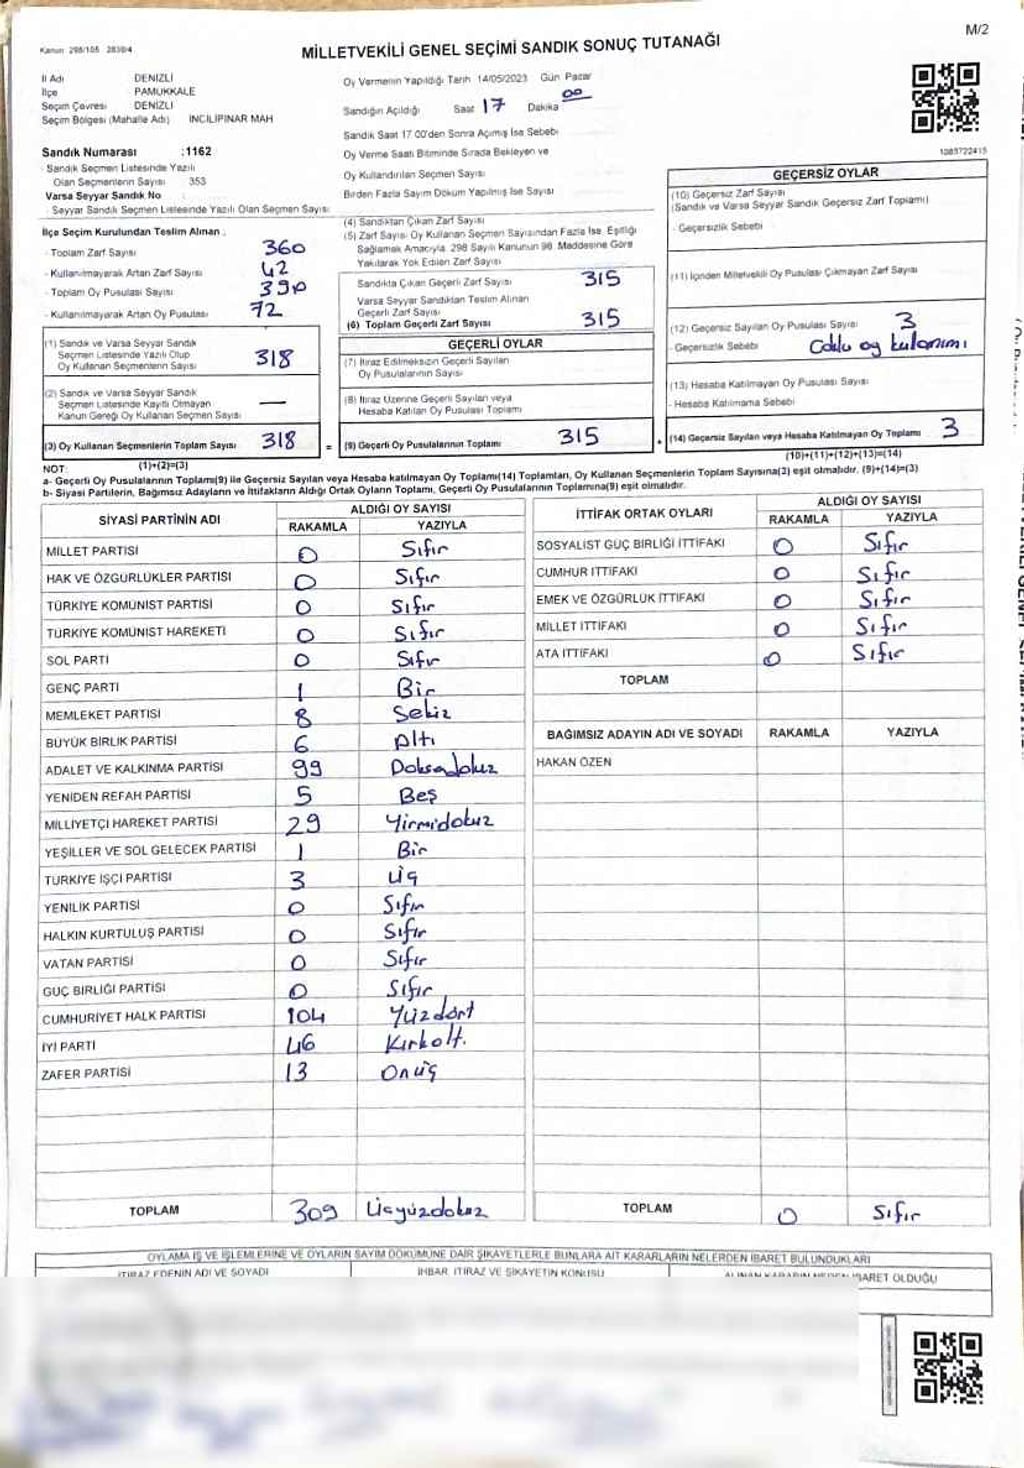 M/2
Kanun 298/105 2839/4
MİLLETVEKİLİ GENEL SEÇİMİ SANDIK SONUÇ TUTANAĞI
İl Adı DENİZLİ
İlçe PAMUKKALE
Seçim Çevresi DENİZLİ
Seçim Bölgesi (Mahalle Adı) İNCİLİPINAR MAH
Oy Vermenin Yapıldığı Tarih 14/05/2023 Gün Pazar
Sandığın Açıldığı Saat 17 Dakika 00
Sandık Saat 17 00'den Sonra Açımış İse Sebebi
Oy Verme Saati Bitiminde Sırada Bekleyen ve
Oy Kullandırılan Seçmen Sayısı
Birden Fazla Sayım Döküm Yapılmış İse Sayısı
1083722415
Sandık Numarası :1162
- Sandık Seçmen Listesinde Yazılı
Olan Seçmenlerin Sayısı 353
Varsa Seyyar Sandık No
- Seyyar Sandık Seçmen Listesinde Yazılı Olan Seçmen Sayısı
İlçe Seçim Kurulundan Teslim Alınan :
- Toplam Zarf Sayısı 360
- Kullanılmayarak Artan Zarf Sayısı 42
- Toplam Oy Pusulası Sayısı 390
- Kullanılmayarak Artan Oy Pusulası 72
(4) Sandıktan Çıkan Zarf Sayısı
(5) Zarf Sayısı Oy Kullanan Seçmen Sayısından Fazla İse, Eşitliği
Sağlamak Amacıyla, 298 Sayılı Kanunun 98. Maddesine Göre
Yakılarak Yok Edilen Zarf Sayısı
Sandıkta Çıkan Geçerli Zarf Sayısı 315
Varsa Seyyar Sandıktan Teslim Alınan
Geçerli Zarf Sayısı
(6) Toplam Geçerli Zarf Sayısı 315
GEÇERSİZ OYLAR
(10) Geçersiz Zarf Sayısı
(Sandık ve Varsa Seyyar Sandık Geçersiz Zarf Toplamı)
- Geçersizlik Sebebi
(11) İçinden Milletvekili Oy Pusulası Çıkmayan Zarf Sayısı
(12) Geçersiz Sayılan Oy Pusulası Sayısı 3
- Geçersizlik Sebebi Coklu oy kulanımı
(13) Hesaba Katılmayan Oy Pusulası Sayısı
- Hesaba Katılmama Sebebi
(1) Sandık ve Varsa Seyyar Sandık
Seçmen Listesinde Yazılı Olup
Oy Kullanan Seçmenlerin Sayısı 318
(2) Sandık ve Varsa Seyyar Sandık
Seçmen Listesinde Kayıtlı Olmayan
Kanun Gereği Oy Kullanan Seçmen Sayısı —
GEÇERLİ OYLAR
(7) İtiraz Edilmeksizin Geçerli Sayılan
Oy Pusulalarının Sayısı
(8) İtiraz Üzerine Geçerli Sayılan veya
Hesaba Katılan Oy Pusulası Toplamı
(3) Oy Kullanan Seçmenlerin Toplam Sayısı 318 = (9) Geçerli Oy Pusulalarının Toplamı 315 + (14) Geçersiz Sayılan veya Hesaba Katılmayan Oy Toplamı 3
NOT: (1)+(2)=(3) (10)+(11)+(12)+(13)=(14)
a- Geçerli Oy Pusulalarının Toplamı(9) ile Geçersiz Sayılan veya Hesaba katılmayan Oy Toplamı(14) Toplamları, Oy Kullanan Seçmenlerin Toplam Sayısına(3) eşit olmalıdır. (9)+(14)=(3)
b- Siyasi Partilerin, Bağımsız Adayların ve İttifakların Aldığı Ortak Oyların Toplamı, Geçerli Oy Pusulalarının Toplamına(9) eşit olmalıdır.
SİYASİ PARTİNİN ADI ALDIĞI OY SAYISI
RAKAMLA YAZIYLA
MİLLET PARTİSİ 0 Sıfır
HAK VE ÖZGÜRLÜKLER PARTİSİ 0 Sıfır
TÜRKİYE KOMÜNİST PARTİSİ 0 Sıfır
TÜRKİYE KOMÜNİST HAREKETİ 0 Sıfır
SOL PARTİ 0 Sıfır
GENÇ PARTİ 1 Bir
MEMLEKET PARTİSİ 8 Sekiz
BÜYÜK BİRLİK PARTİSİ 6 Altı
ADALET VE KALKINMA PARTİSİ 99 Doksadokuz
YENİDEN REFAH PARTİSİ 5 Beş
MİLLİYETÇİ HAREKET PARTİSİ 29 Yirmidokuz
YEŞİLLER VE SOL GELECEK PARTİSİ 1 Bir
TÜRKİYE İŞÇİ PARTİSİ 3 Üç
YENİLİK PARTİSİ 0 Sıfır
HALKIN KURTULUŞ PARTİSİ 0 Sıfır
VATAN PARTİSİ 0 Sıfır
GÜÇ BİRLİĞİ PARTİSİ 0 Sıfır
CUMHURİYET HALK PARTİSİ 104 Yüzdört
İYİ PARTİ 46 Kırkaltı
ZAFER PARTİSİ 13 Onüç
TOPLAM 309 Üçyüzdokuz
İTTİFAK ORTAK OYLARI ALDIĞI OY SAYISI
RAKAMLA YAZIYLA
SOSYALİST GÜÇ BİRLİĞİ İTTİFAKI 0 Sıfır
CUMHUR İTTİFAKI 0 Sıfır
EMEK VE ÖZGÜRLÜK İTTİFAKI 0 Sıfır
MİLLET İTTİFAKI 0 Sıfır
ATA İTTİFAKI 0 Sıfır
TOPLAM
BAĞIMSIZ ADAYIN ADI VE SOYADI RAKAMLA YAZIYLA
HAKAN ÖZEN
TOPLAM 0 Sıfır
OYLAMA İŞ VE İŞLEMLERİNE VE OYLARIN SAYIM DÖKÜMÜNE DAİR ŞİKAYETLERLE BUNLARA AİT KARARLARIN NELERDEN İBARET BULUNDUKLARI
İTİRAZ EDENİN ADI VE SOYADI İHBAR, İTİRAZ VE ŞİKAYETİN KONUSU ALINAN KARARIN NEDEN İBARET OLDUĞU